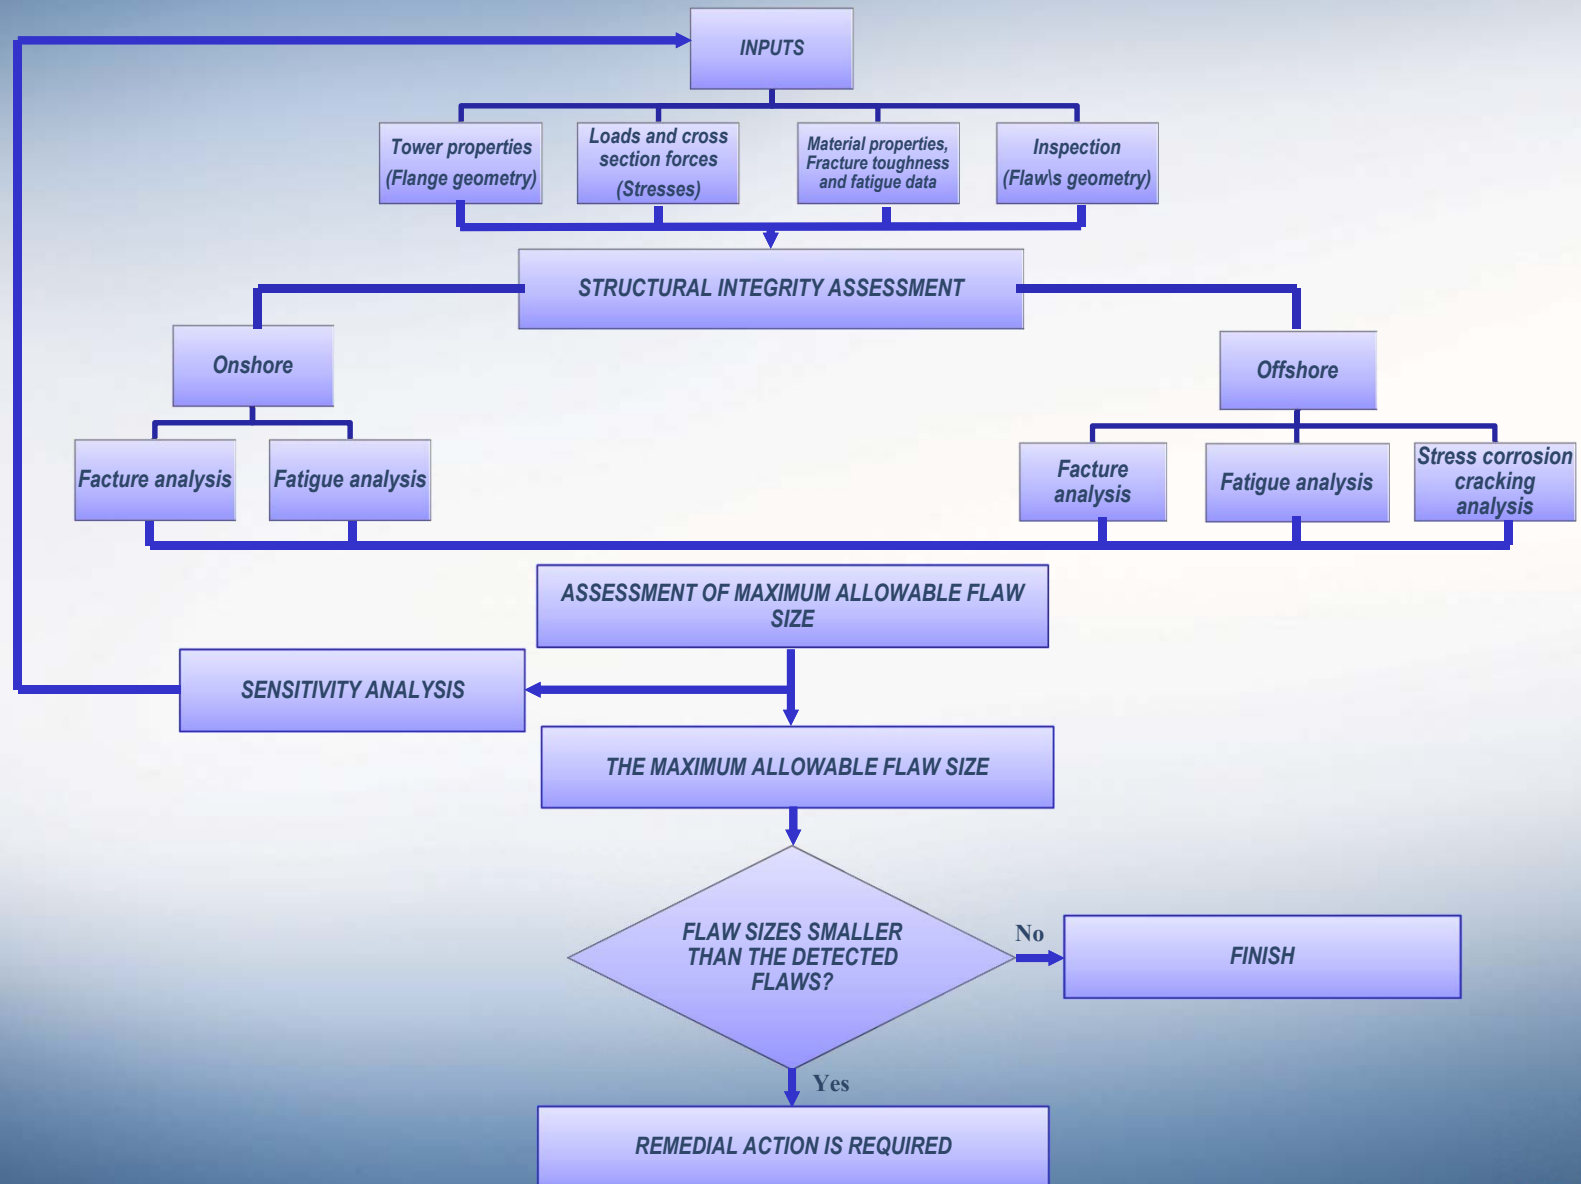 INPUTS
Tower properties
(Flange geometry)
Loads and cross
section forces
(Stresses)
Material properties,
Fracture toughness
and fatigue data
Inspection
(Flaw\s geometry)
STRUCTURAL INTEGRITY ASSESSMENT
Onshore
Offshore
Facture analysis
Fatigue analysis
Facture
analysis
Fatigue analysis
Stress corrosion
cracking
analysis
ASSESSMENT OF MAXIMUM ALLOWABLE FLAW
SIZE
SENSITIVITY ANALYSIS
THE MAXIMUM ALLOWABLE FLAW SIZE
FLAW SIZES SMALLER
THAN THE DETECTED
FLAWS?
No
FINISH
Yes
REMEDIAL ACTION IS REQUIRED